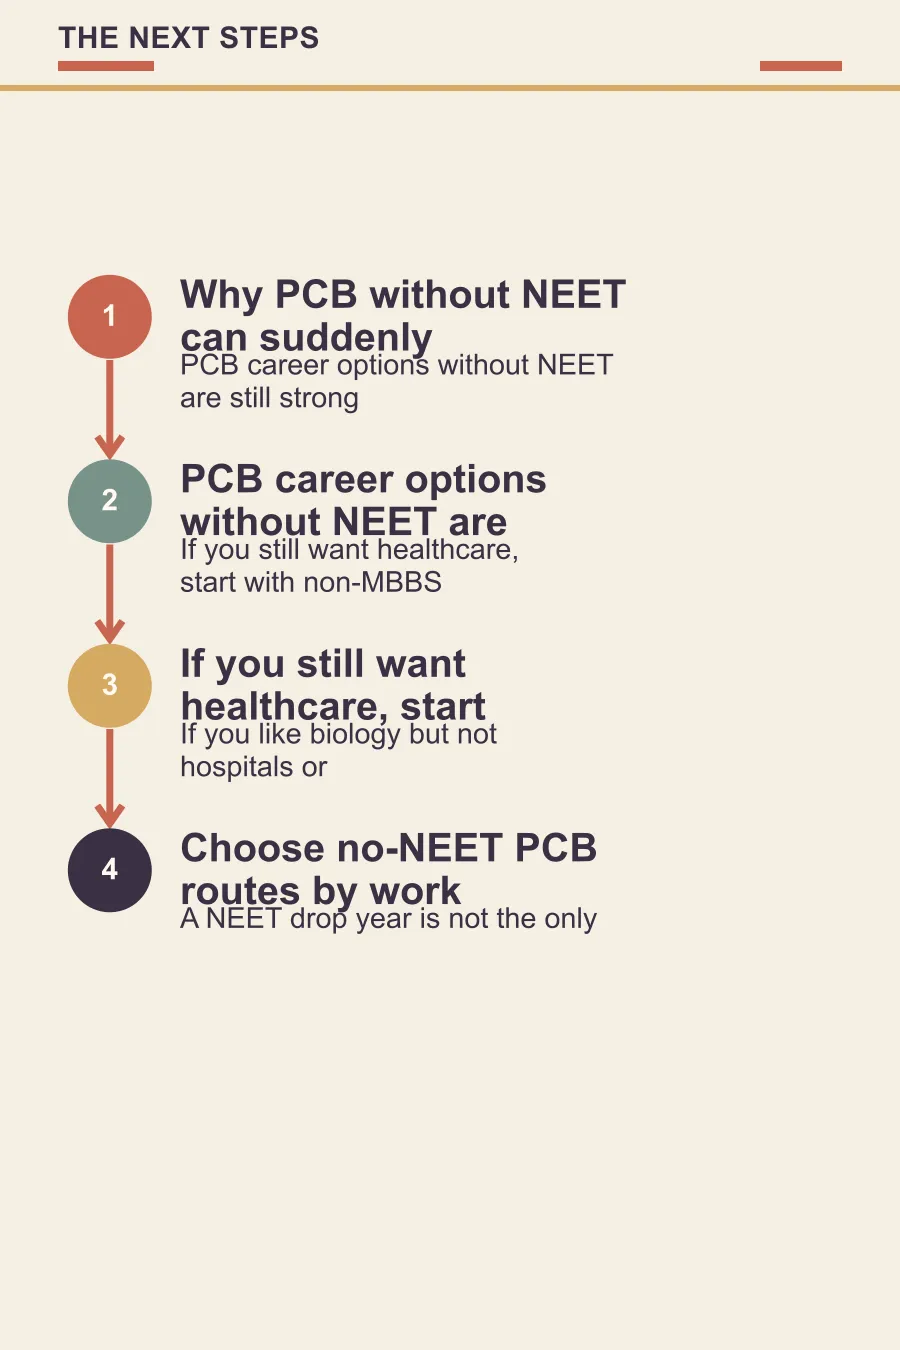 THE NEXT STEPS
1
Why PCB without NEET
can suddenly
PCB career options without NEET
are still strong
2
PCB career options
without NEET are
If you still want healthcare,
start with non-MBBS
3
If you still want
healthcare, start
If you like biology but not
hospitals or
4
Choose no-NEET PCB
routes by work
A NEET drop year is not the only